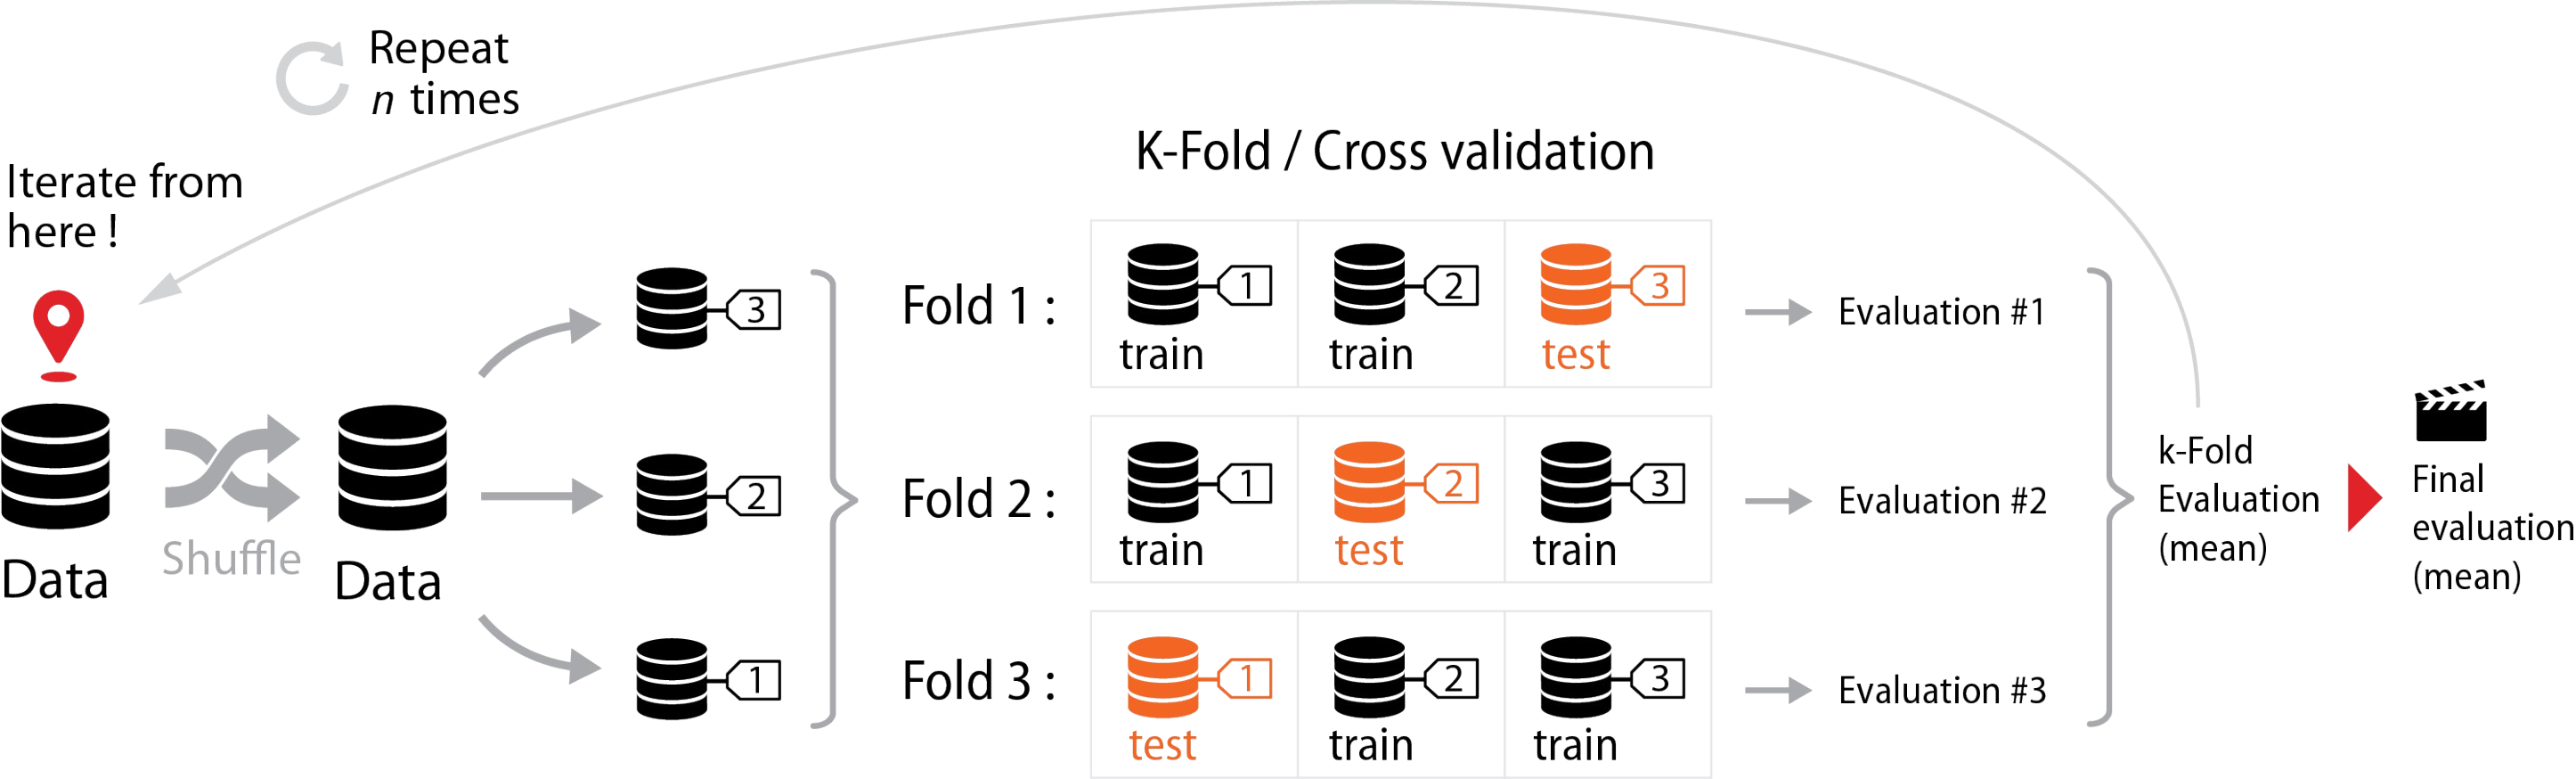 Repeat
n times
Iterate from
here !
K-Fold / Cross validation
Data
Shuffle
Data
3
2
1
Fold 1 :
1
2
3
train
train
test
Evaluation #1
Fold 2 :
1
2
3
train
test
train
Evaluation #2
Fold 3 :
1
2
3
test
train
train
Evaluation #3
k-Fold
Evaluation
(mean)
Final
evaluation
(mean)